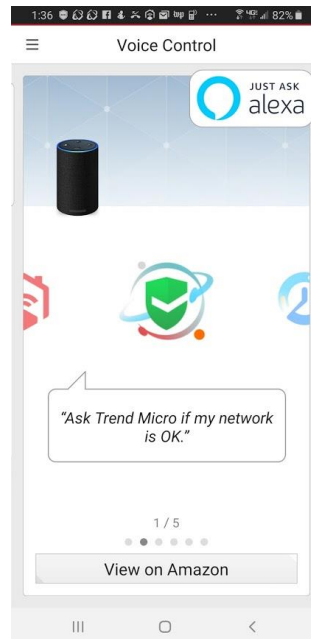 1:36
82%
Voice Control
JUST ASK
alexa
“Ask Trend Micro if my network
is OK.”
1 / 5
View on Amazon